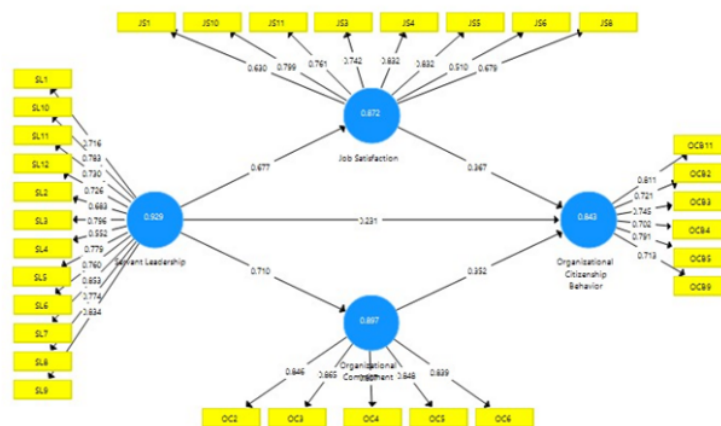 JS1 JS10 JS11 JS3 JS4 JS5 JS6 JS8
0.630 0.799 0.761 0.742 0.832 0.832 0.510 0.679
SL1
SL10
SL11
SL12
SL2
SL3
SL4
SL5
SL6
SL7
SL8
SL9
0.716
0.783
0.730
0.726
0.683
0.796
0.552
0.779
0.760
0.853
0.774
0.834
0.929
Servant Leadership
0.872
Job Satisfaction
0.677
0.367
0.231
0.710
0.352
0.843
Organizational
Citizenship
Behavior
0.811
0.721
0.745
0.702
0.791
0.713
OCB11
OCB2
OCB3
OCB4
OCB5
OCB9
0.897
Organizational
0.846 0.865 0.848 0.839
OC2 OC3 OC4 OC5 OC6